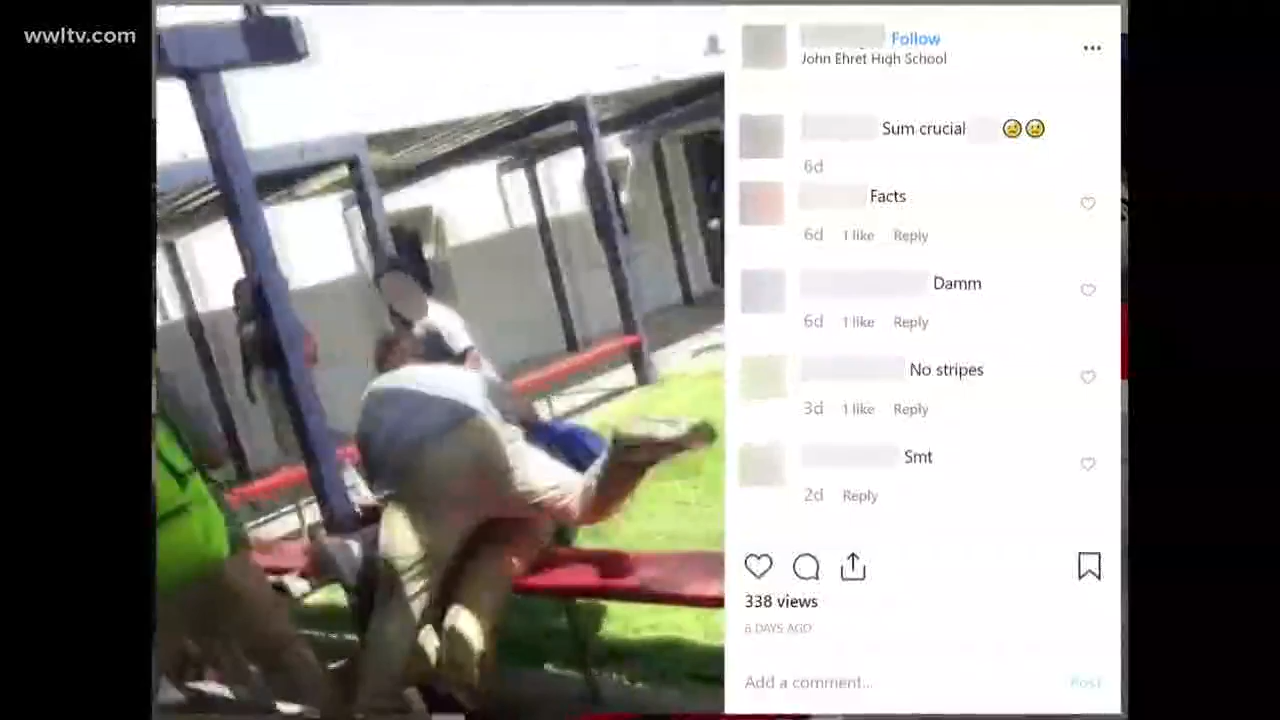 wwltv.com
Follow
John Ehret High School
Sum crucial
6d
Facts
6d 1 like Reply
Damm
6d 1 like Reply
No stripes
3d 1 like Reply
Smt
2d Reply
338 views
6 DAYS AGO
Add a comment... Post